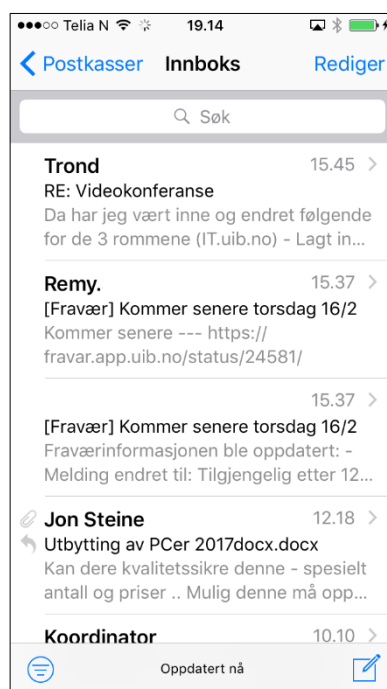 Telia N 19.14
Postkasser Innboks Rediger
Søk
Trond 15.45
RE: Videokonferanse
Da har jeg vært inne og endret følgende
for de 3 rommene (IT.uib.no) - Lagt in...
Remy. 15.37
[Fravær] Kommer senere torsdag 16/2
Kommer senere --- https://
fravar.app.uib.no/status/24581/
15.37
[Fravær] Kommer senere torsdag 16/2
Fraværinformasjonen ble oppdatert: -
Melding endret til: Tilgjengelig etter 12...
Jon Steine 12.18
Utbytting av PCer 2017docx.docx
Kan dere kvalitetssikre denne - spesielt
antall og priser .. Mulig denne må opp...
Koordinator 10.10
Oppdatert nå